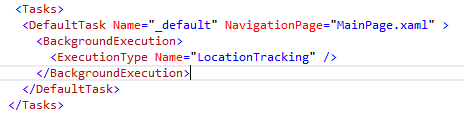 <Tasks>
<DefaultTask Name="_default" NavigationPage="MainPage.xaml" >
<BackgroundExecution>
<ExecutionType Name="LocationTracking" />
</BackgroundExecution>
</DefaultTask>
</Tasks>